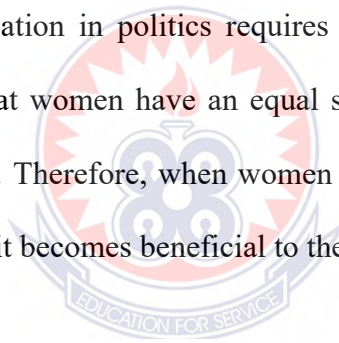 ation in politics requires
at women have an equal s
. Therefore, when women
it becomes beneficial to the
EDUCATION FOR SERVICE